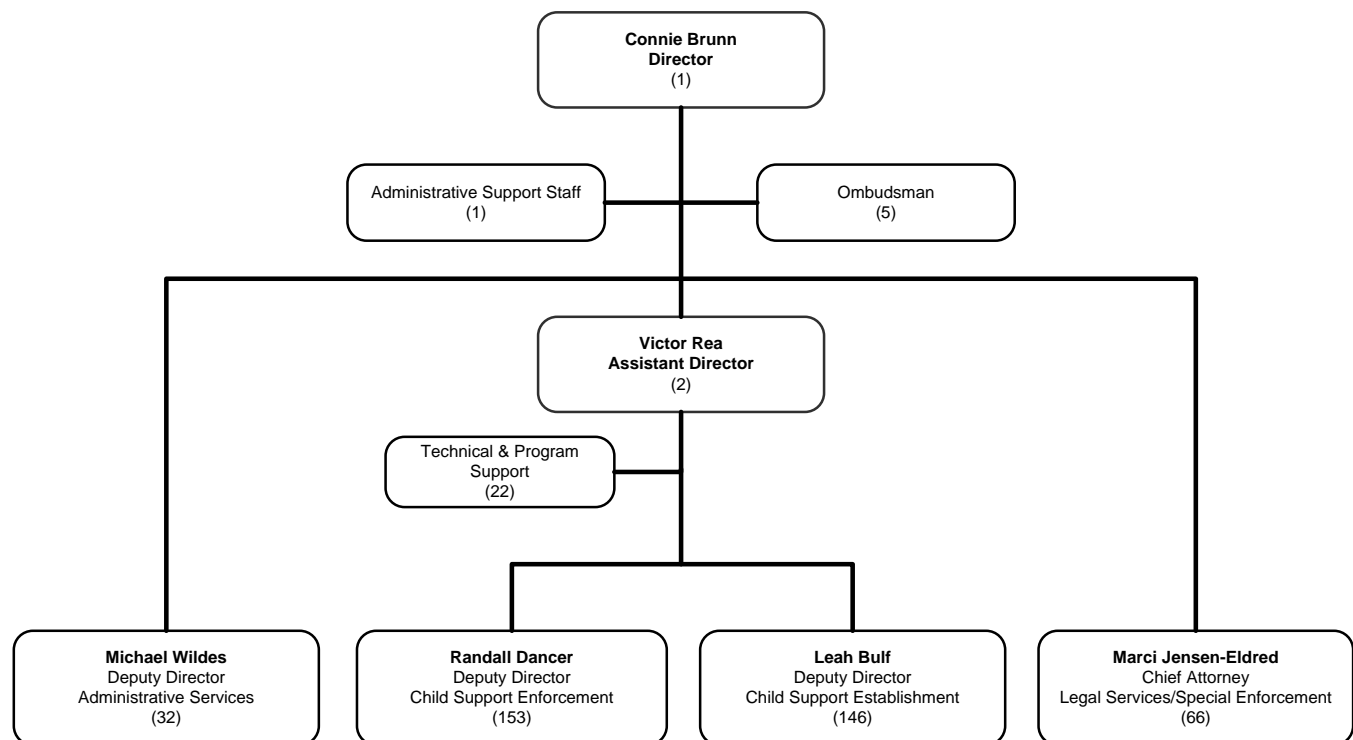 Connie Brunn
Director
(1)
Administrative Support Staff
(1)
Ombudsman
(5)
Victor Rea
Assistant Director
(2)
Technical & Program
Support
(22)
Michael Wildes
Deputy Director
Administrative Services
(32)
Randall Dancer
Deputy Director
Child Support Enforcement
(153)
Leah Bulf
Deputy Director
Child Support Establishment
(146)
Marci Jensen-Eldred
Chief Attorney
Legal Services/Special Enforcement
(66)